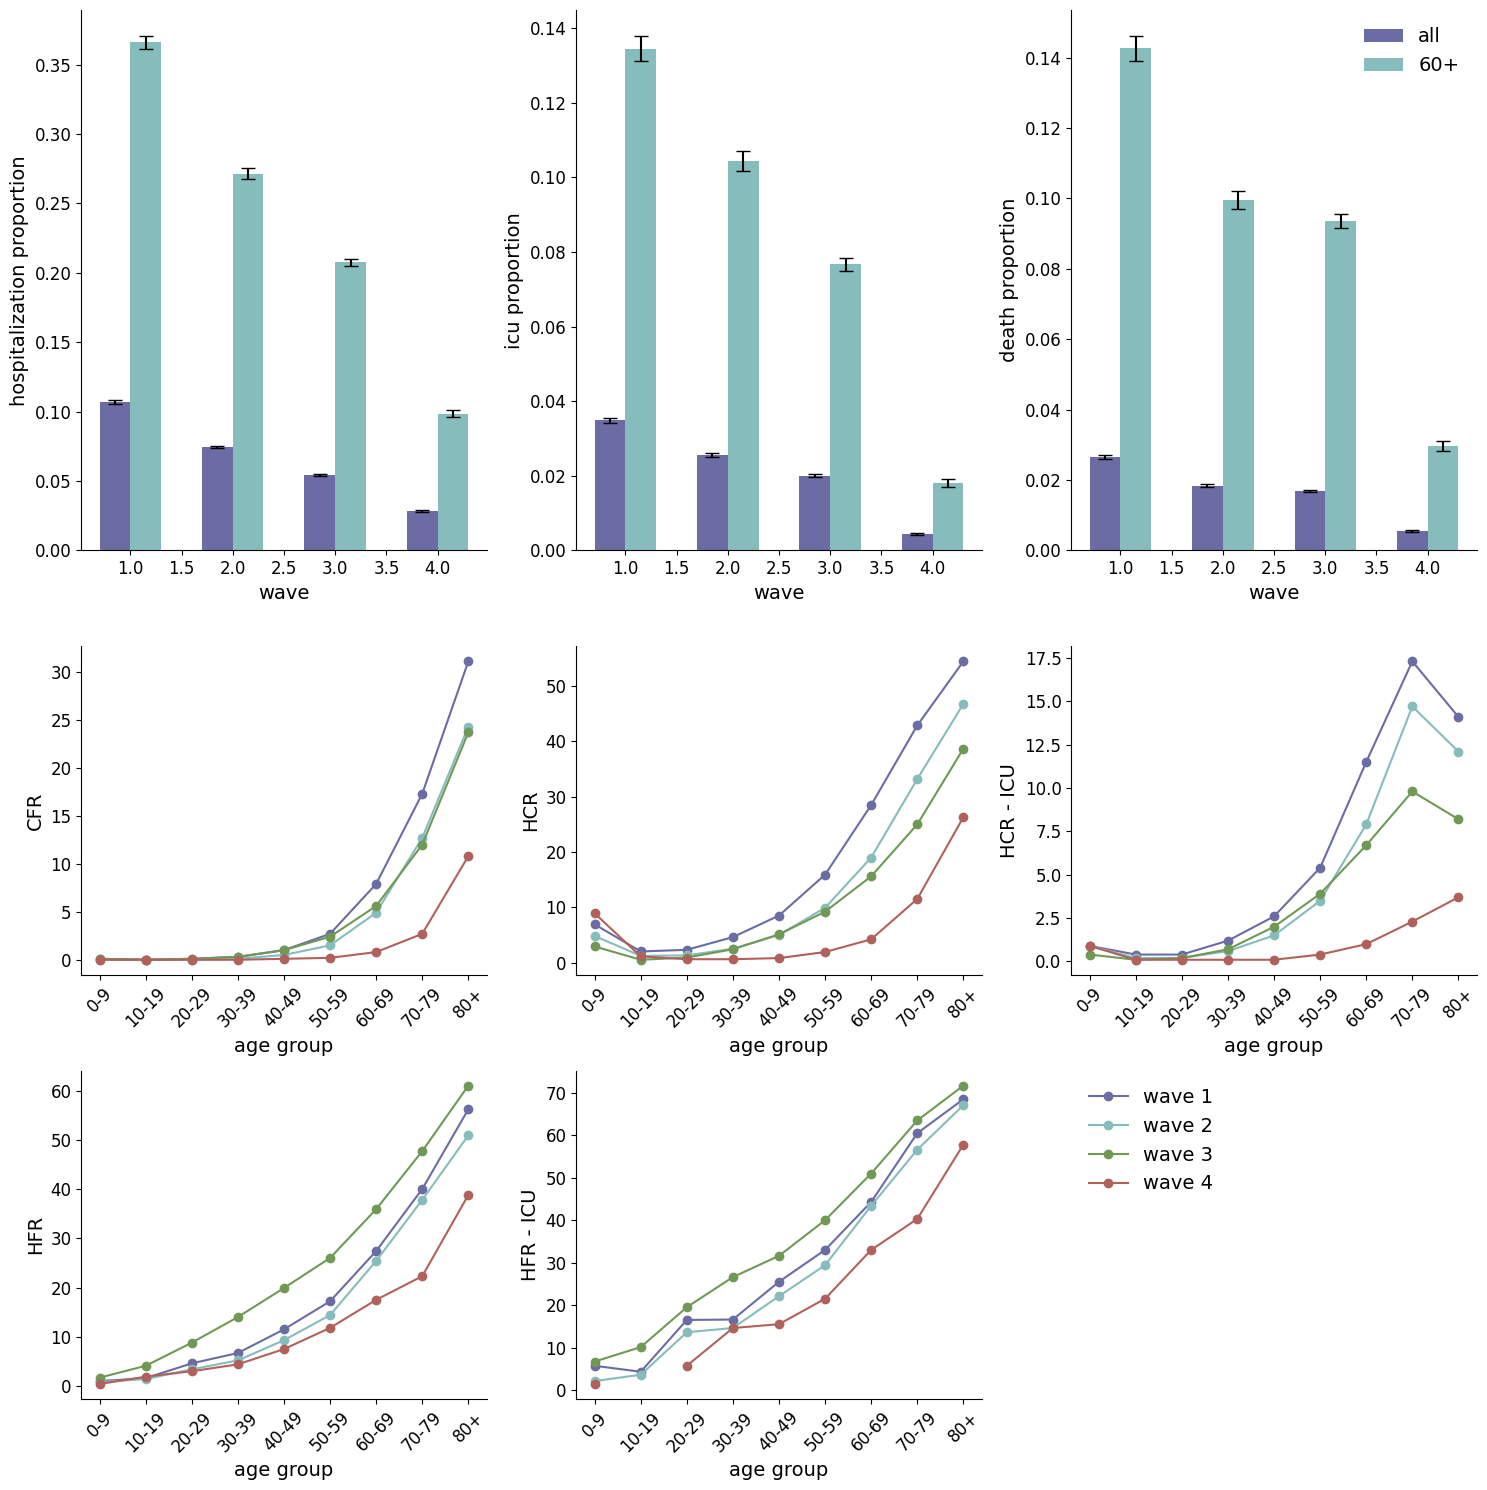 hospitalization proportion
0.35
0.30
0.25
0.20
0.15
0.10
0.05
0.00
1.0 1.5 2.0 2.5 3.0 3.5 4.0
wave
icu proportion
0.14
0.12
0.10
0.08
0.06
0.04
0.02
0.00
1.0 1.5 2.0 2.5 3.0 3.5 4.0
wave
death proportion
0.14
0.12
0.10
0.08
0.06
0.04
0.02
0.00
1.0 1.5 2.0 2.5 3.0 3.5 4.0
wave
all
60+
CFR
30
25
20
15
10
5
0
0-9 10-19 20-29 30-39 40-49 50-59 60-69 70-79 80+
age group
HCR
50
40
30
20
10
0
0-9 10-19 20-29 30-39 40-49 50-59 60-69 70-79 80+
age group
HCR - ICU
17.5
15.0
12.5
10.0
7.5
5.0
2.5
0.0
0-9 10-19 20-29 30-39 40-49 50-59 60-69 70-79 80+
age group
HFR
60
50
40
30
20
10
0
0-9 10-19 20-29 30-39 40-49 50-59 60-69 70-79 80+
age group
HFR - ICU
70
60
50
40
30
20
10
0
0-9 10-19 20-29 30-39 40-49 50-59 60-69 70-79 80+
age group
wave 1
wave 2
wave 3
wave 4